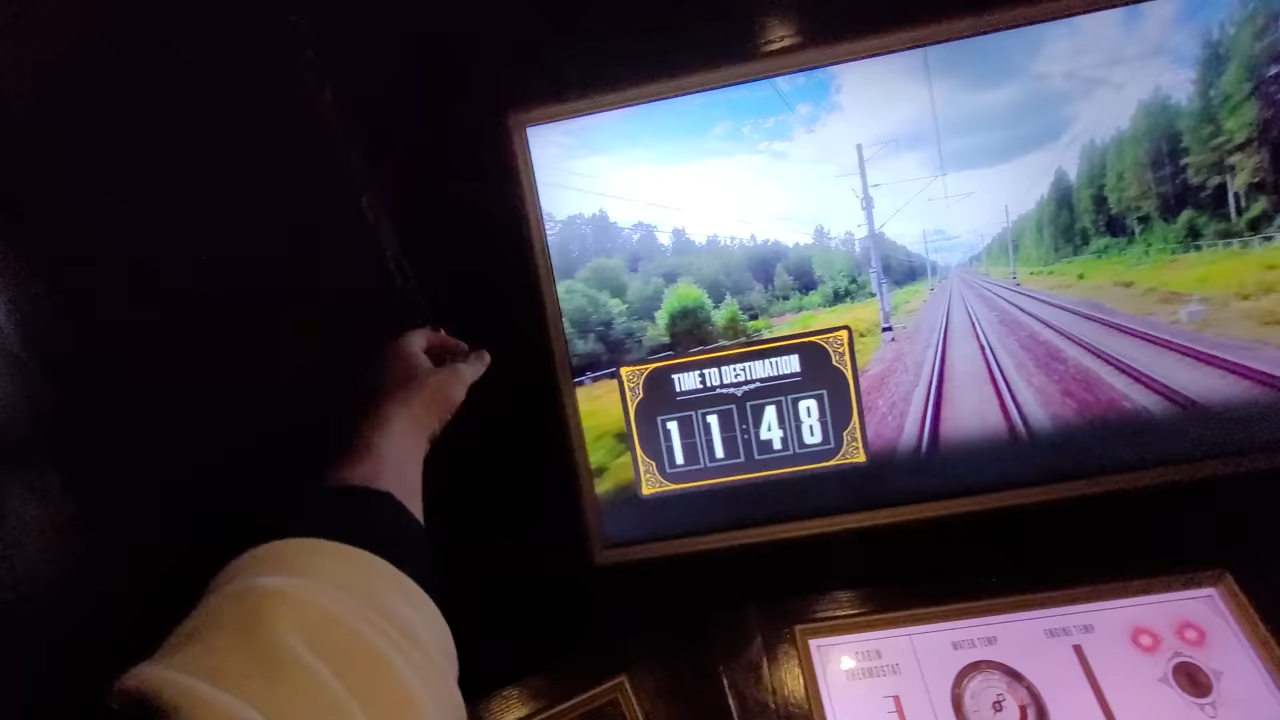 TIME TO DESTINATION
11:48
CABIN
THERMOSTAT
WATER TEMP
ENGINE TEMP